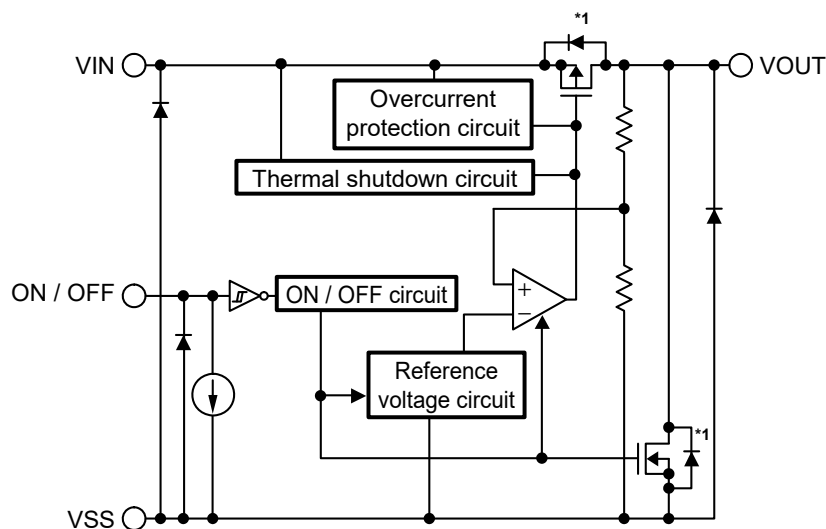 *1
VIN
VOUT
Overcurrent
protection circuit
Thermal shutdown circuit
ON / OFF
ON / OFF circuit
+
−
Reference
voltage circuit
*1
VSS